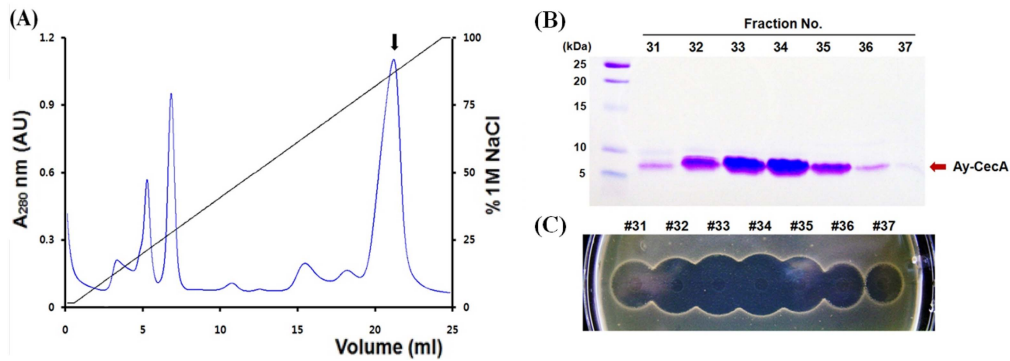 (A)
1.2
0.9
0.6
0.3
0
A280 nm (AU)
100
75
50
25
0
% 1M NaCl
0 5 10 15 20 25
Volume (ml)
(B)
Fraction No.
(kDa) 31 32 33 34 35 36 37
25
20
15
10
5
Ay-CecA
(C)
#31 #32 #33 #34 #35 #36 #37